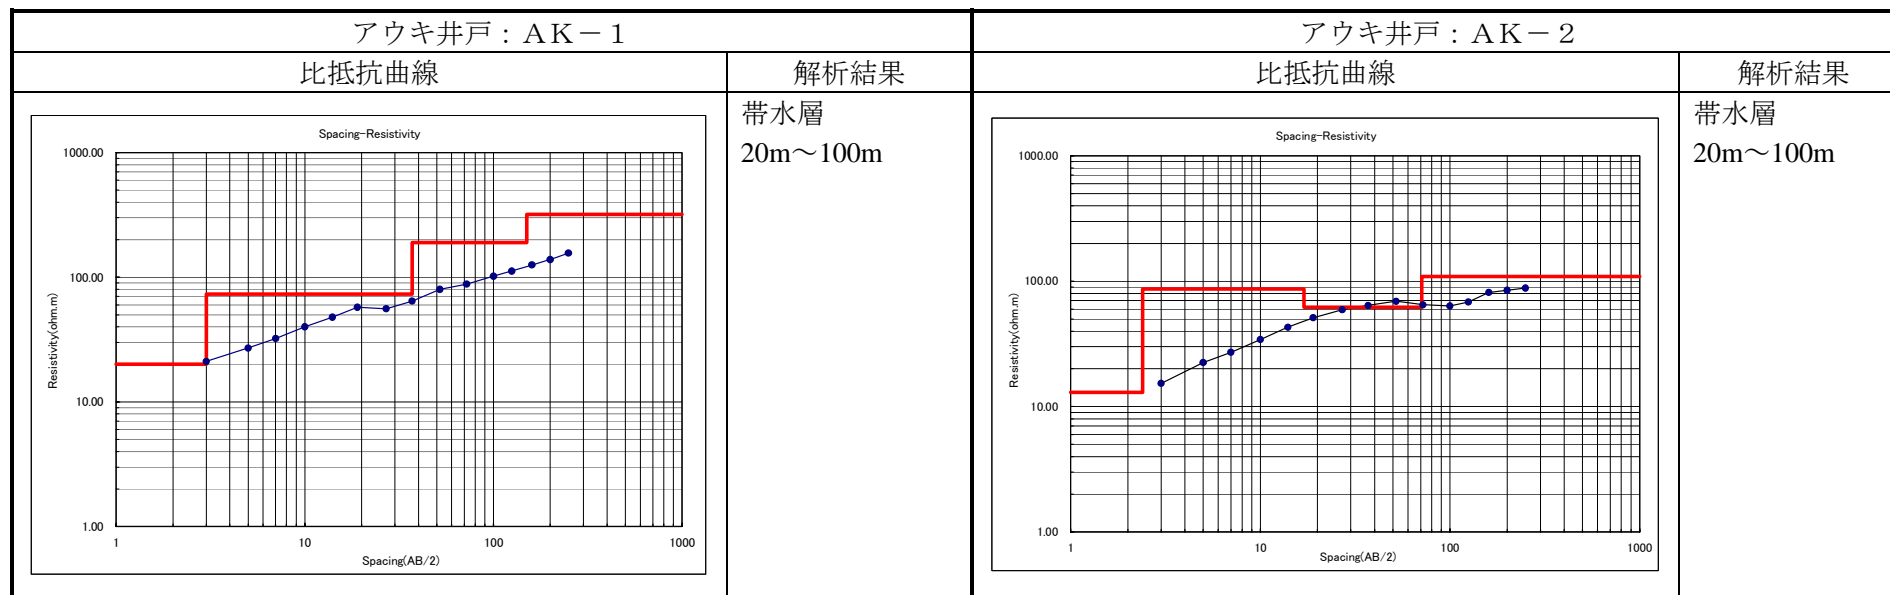 アウキ井戸：ＡＫ－１
アウキ井戸：ＡＫ－２
比抵抗曲線
解析結果
比抵抗曲線
解析結果
Spacing-Resistivity
1000.00
100.00
10.00
1.00
Resistivity(ohm.m)
1 10 100 1000
Spacing(AB/2)
帯水層
20m～100m
Spacing-Resistivity
1000.00
100.00
10.00
1.00
Resistivity(ohm.m)
1 10 100 1000
Spacing(AB/2)
帯水層
20m～100m